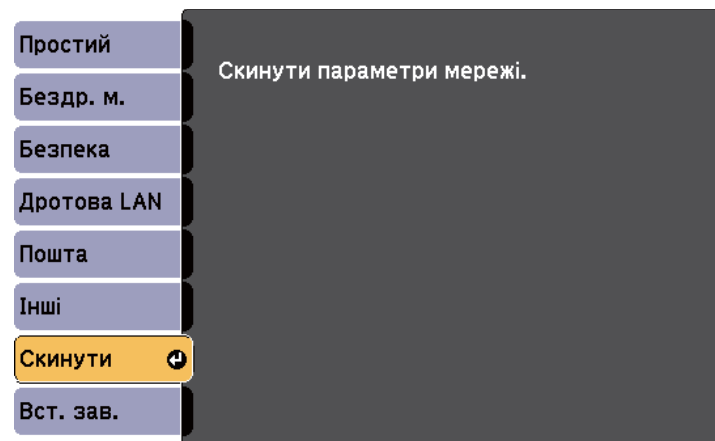 Простий
Бездр. м.
Безпека
Дротова LAN
Пошта
Інші
Скинути
Вст. зав.
Скинути параметри мережі.